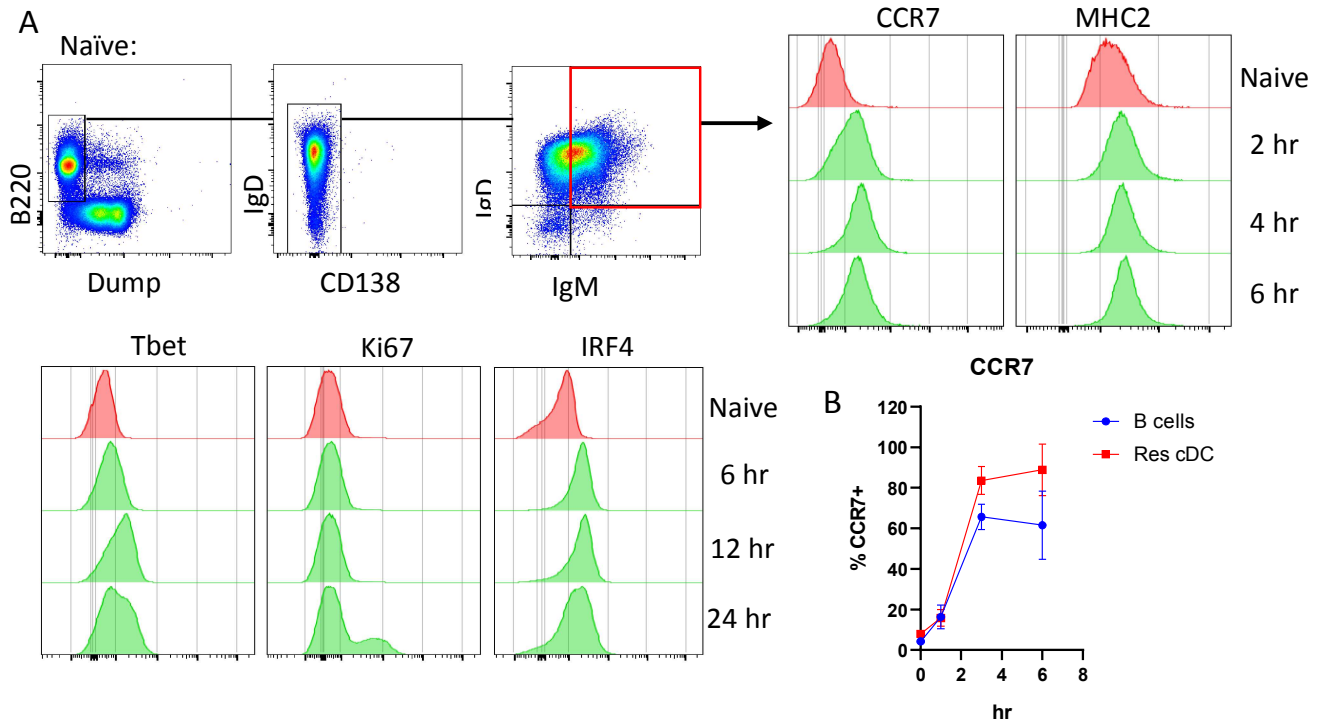 A
Naïve:
B220
Dump
IgD
CD138
IgM
CCR7
MHC2
Naive
2 hr
4 hr
6 hr
Tbet
Ki67
IRF4
Naive
6 hr
12 hr
24 hr
B
CCR7
% CCR7+
120
100
80
60
40
20
0
0 2 4 6 8
hr
B cells
Res cDC